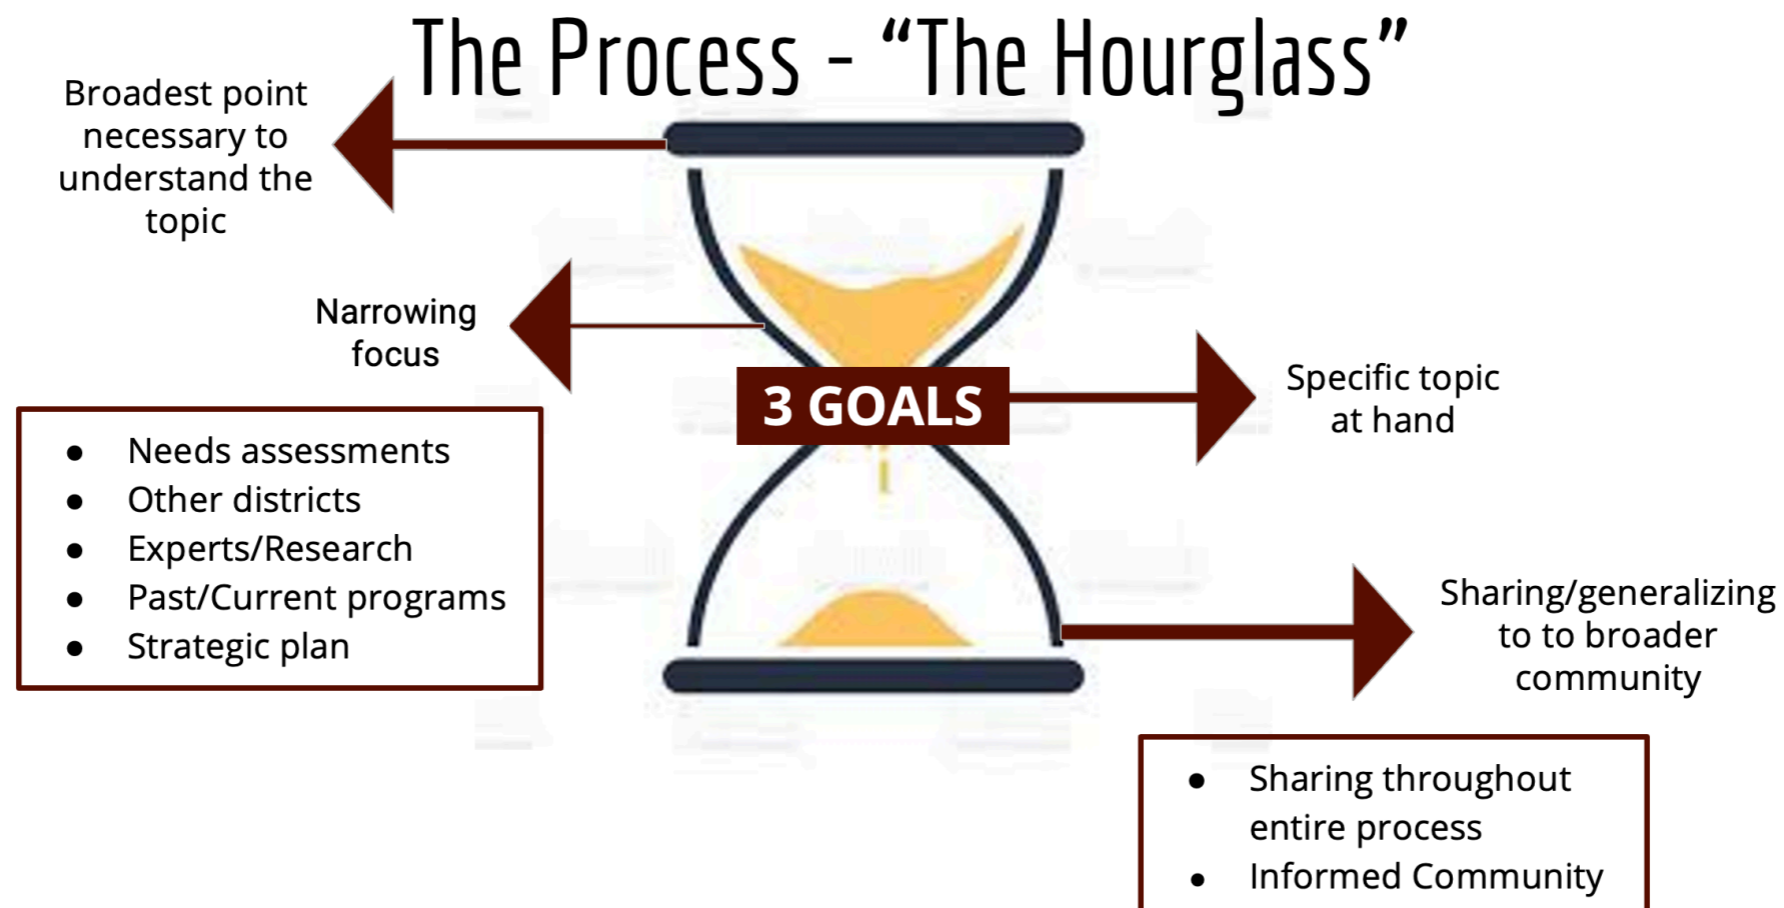 The Process - “The Hourglass”
Broadest point
necessary to
understand the
topic
Narrowing
focus
● Needs assessments
● Other districts
● Experts/Research
● Past/Current programs
● Strategic plan
3 GOALS
Specific topic
at hand
Sharing/generalizing
to to broader
community
● Sharing throughout
entire process
● Informed Community